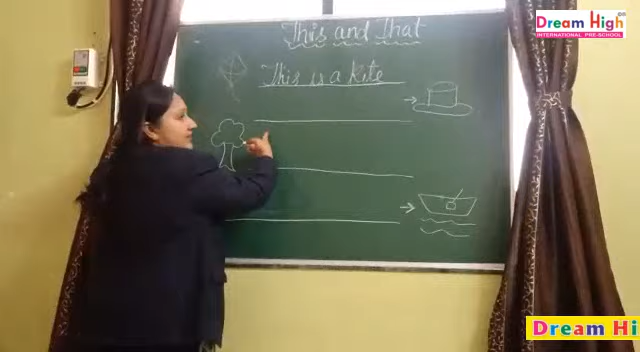 This and That
This is a kite
Dream High
INTERNATIONAL PRE-SCHOOL
Dream Hi